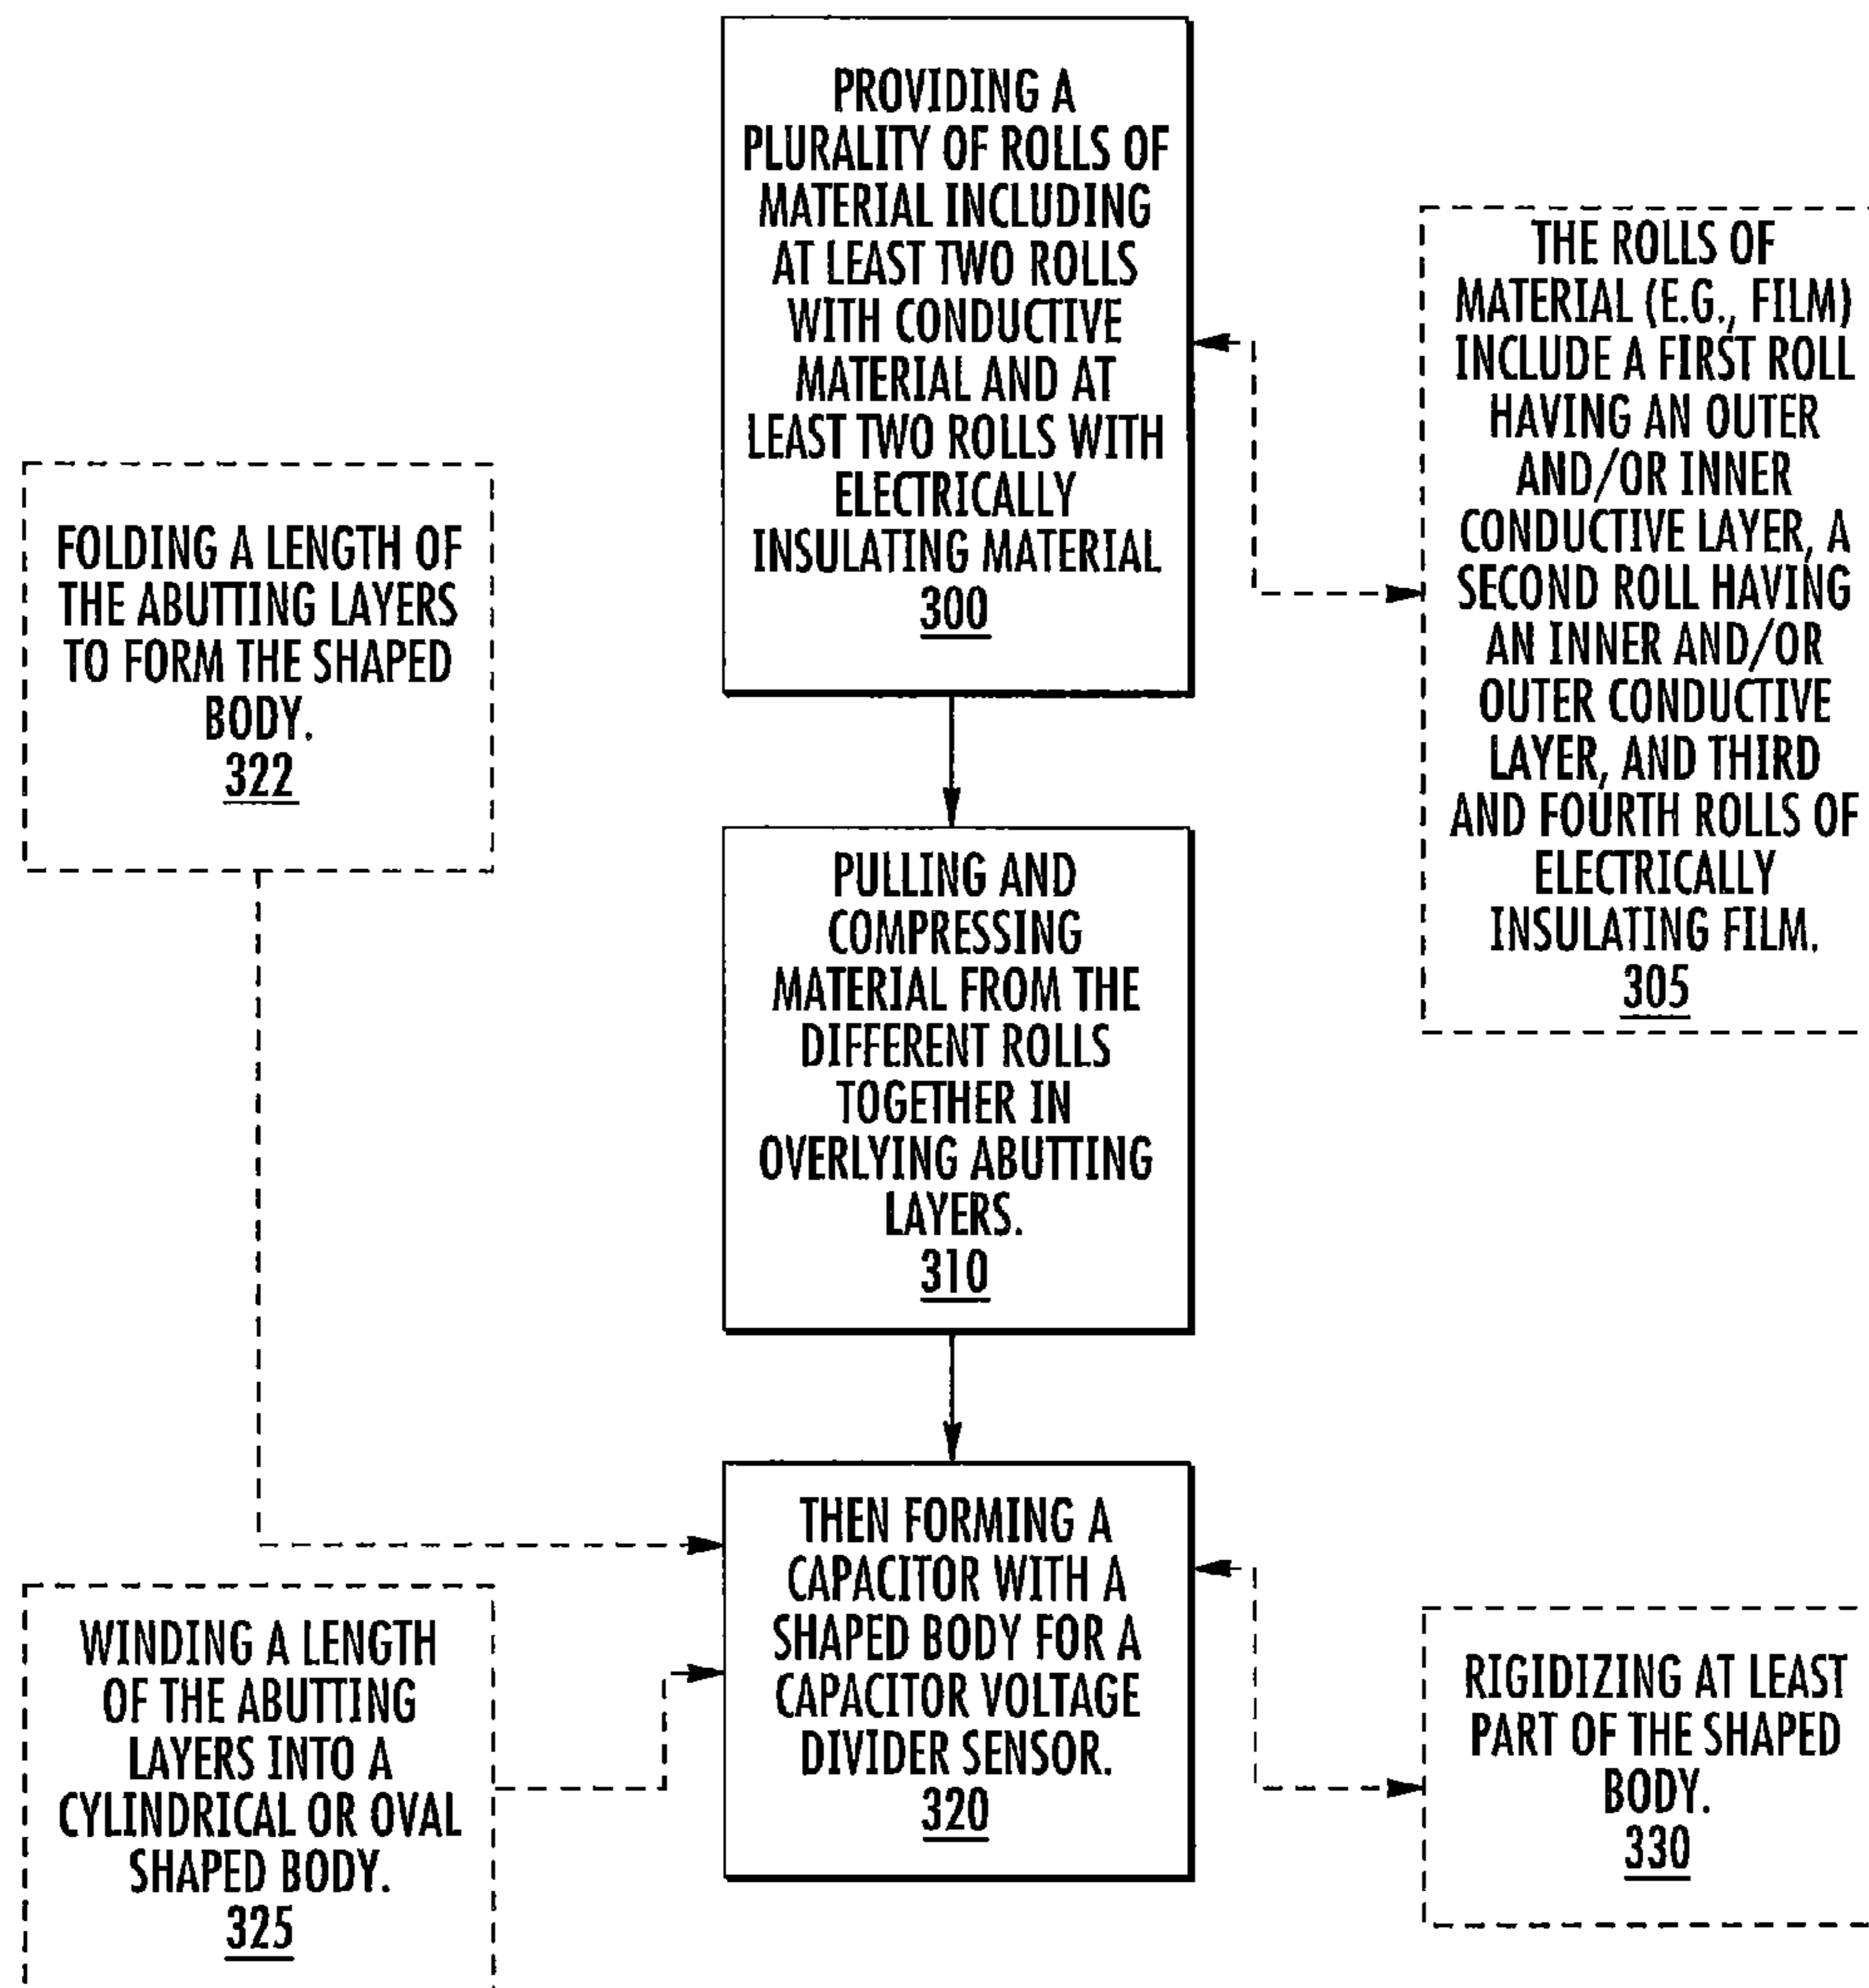 PROVIDING A
PLURALITY OF ROLLS OF
MATERIAL INCLUDING
AT LEAST TWO ROLLS
WITH CONDUCTIVE
MATERIAL AND AT
LEAST TWO ROLLS WITH
ELECTRICALLY
INSULATING MATERIAL
300
THE ROLLS OF
MATERIAL (E.G., FILM)
INCLUDE A FIRST ROLL
HAVING AN OUTER
AND/OR INNER
CONDUCTIVE LAYER, A
SECOND ROLL HAVING
AN INNER AND/OR
OUTER CONDUCTIVE
LAYER, AND THIRD
AND FOURTH ROLLS OF
ELECTRICALLY
INSULATING FILM.
305
FOLDING A LENGTH OF
THE ABUTTING LAYERS
TO FORM THE SHAPED
BODY.
322
PULLING AND
COMPRESSING
MATERIAL FROM THE
DIFFERENT ROLLS
TOGETHER IN
OVERLYING ABUTTING
LAYERS.
310
THEN FORMING A
CAPACITOR WITH A
SHAPED BODY FOR A
CAPACITOR VOLTAGE
DIVIDER SENSOR.
320
WINDING A LENGTH
OF THE ABUTTING
LAYERS INTO A
CYLINDRICAL OR OVAL
SHAPED BODY.
325
RIGIDIZING AT LEAST
PART OF THE SHAPED
BODY.
330